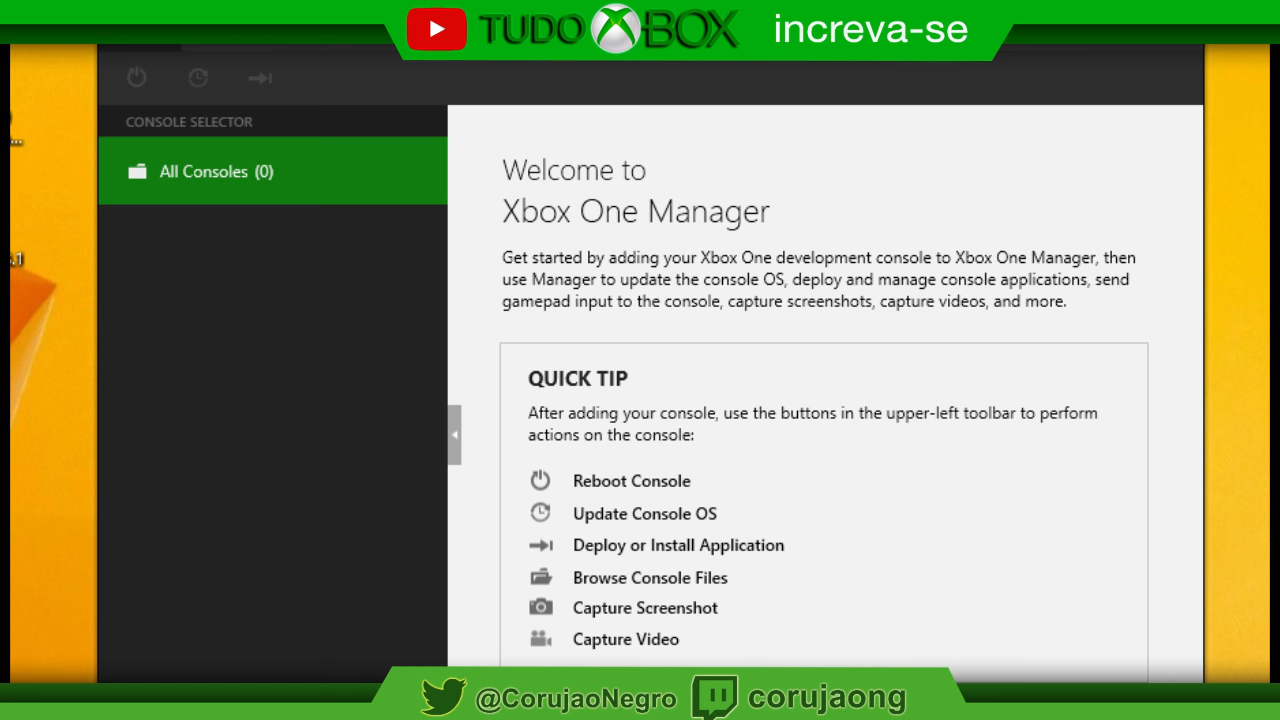 TUDO XBOX increva-se
CONSOLE SELECTOR
All Consoles (0)
Welcome to
Xbox One Manager
Get started by adding your Xbox One development console to Xbox One Manager, then
use Manager to update the console OS, deploy and manage console applications, send
gamepad input to the console, capture screenshots, capture videos, and more.
QUICK TIP
After adding your console, use the buttons in the upper-left toolbar to perform
actions on the console:
Reboot Console
Update Console OS
Deploy or Install Application
Browse Console Files
Capture Screenshot
Capture Video
@CorujaoNegro corujaong